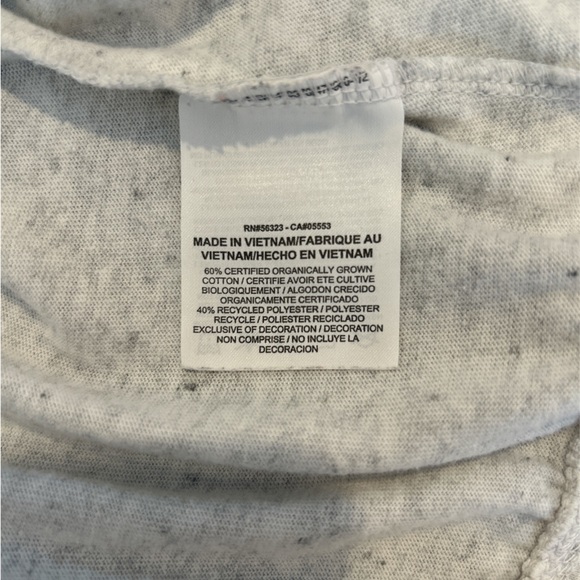 RN#56323 - CA#05553
MADE IN VIETNAM/FABRIQUE AU
VIETNAM/HECHO EN VIETNAM
60% CERTIFIED ORGANICALLY GROWN
COTTON / CERTIFIE AVOIR ETE CULTIVE
BIOLOGIQUEMENT / ALGODON CRECIDO
ORGANICAMENTE CERTIFICADO
40% RECYCLED POLYESTER / POLYESTER
RECYCLE / POLIESTER RECICLADO
EXCLUSIVE OF DECORATION / DECORATION
NON COMPRISE / NO INCLUYE LA
DECORACION